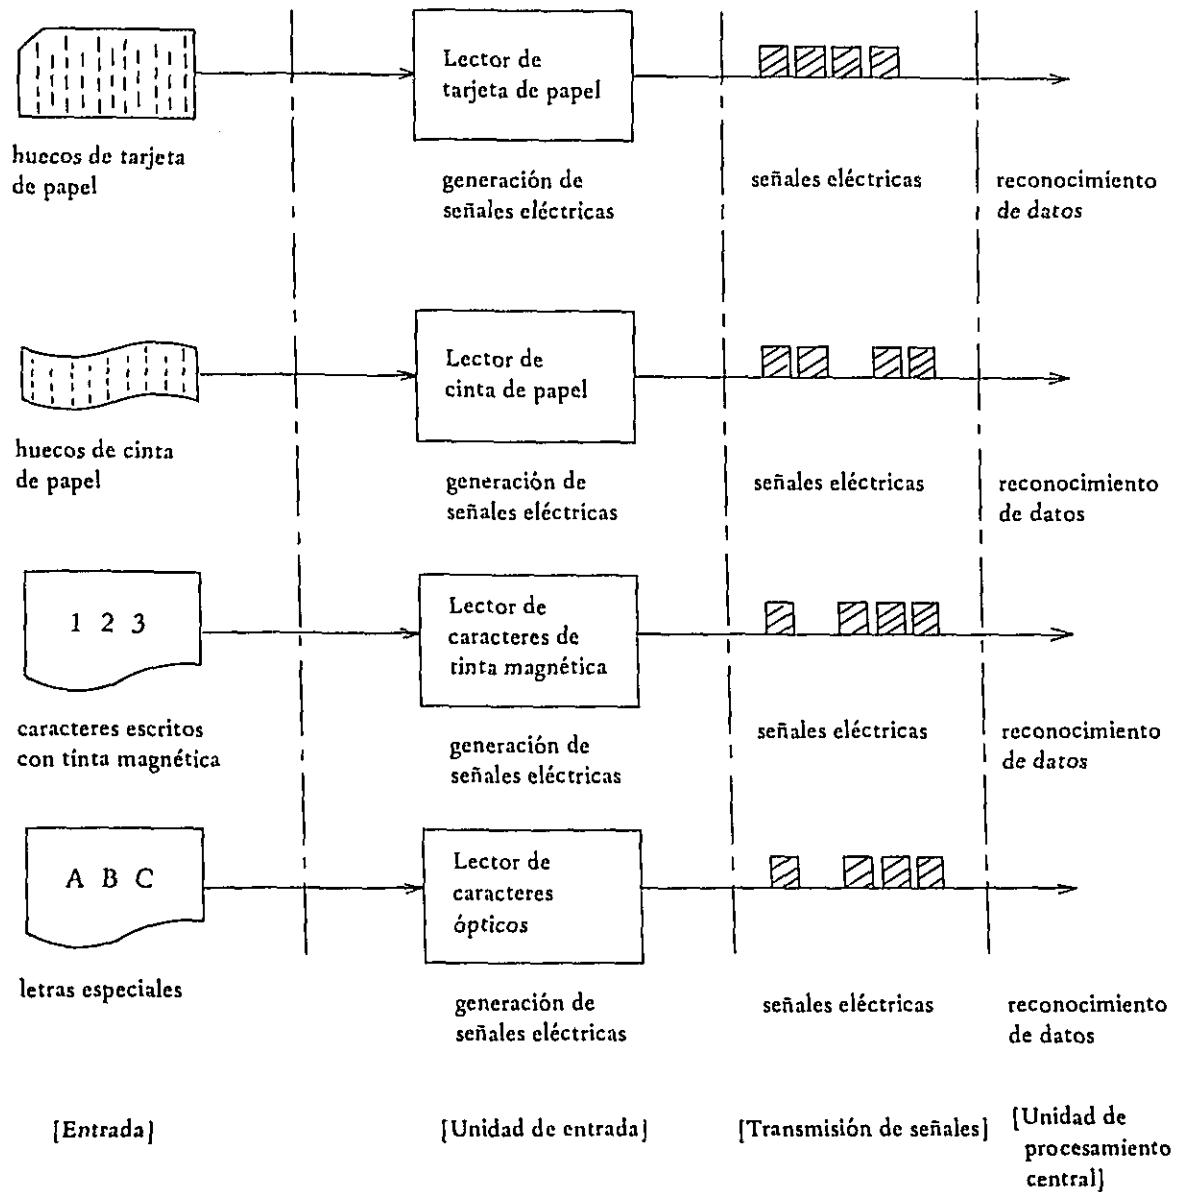 Lector de
tarjeta de papel
huecos de tarjeta
de papel
generación de
señales eléctricas
señales eléctricas
reconocimiento
de datos
Lector de
cinta de papel
huecos de cinta
de papel
generación de
señales eléctricas
señales eléctricas
reconocimiento
de datos
1 2 3
Lector de
caracteres de
tinta magnética
caracteres escritos
con tinta magnética
generación de
señales eléctricas
señales eléctricas
reconocimiento
de datos
A B C
Lector de
caracteres
ópticos
letras especiales
generación de
señales eléctricas
señales eléctricas
reconocimiento
de datos
[Entrada]
[Unidad de entrada]
[Transmisión de señales]
[Unidad de
procesamiento
central]